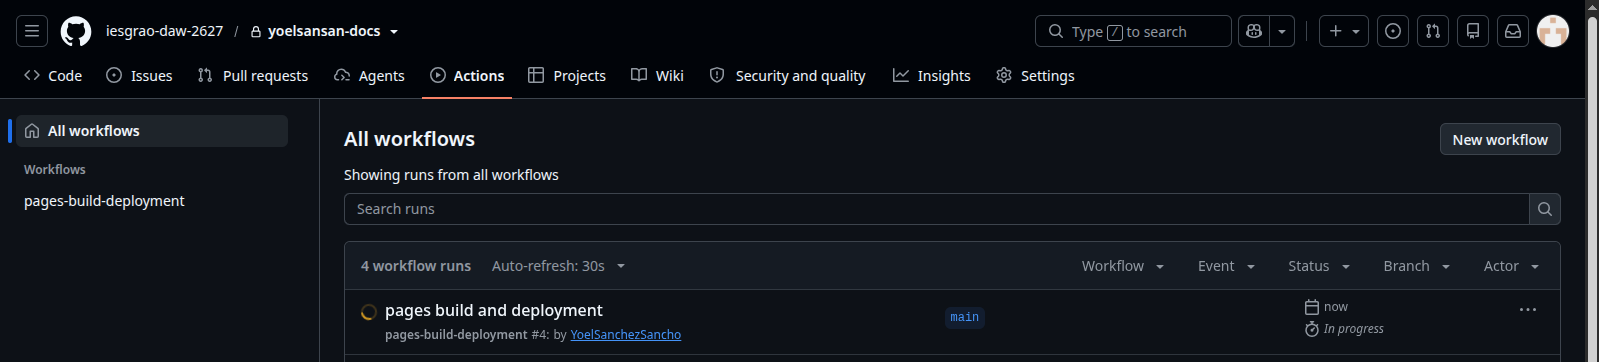 iesgrao-daw-2627 / yoelsansan-docs
Type / to search
Code Issues Pull requests Agents Actions Projects Wiki Security and quality Insights Settings
All workflows
Workflows
pages-build-deployment
All workflows
New workflow
Showing runs from all workflows
Search runs
4 workflow runs Auto-refresh: 30s Workflow Event Status Branch Actor
pages build and deployment main now
pages-build-deployment #4: by YoelSanchezSancho In progress